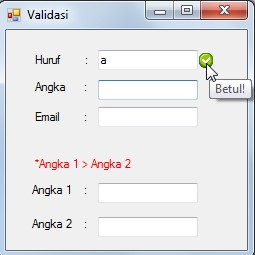 Validasi
Huruf : a
Betul!
Angka :
Email :
*Angka 1 > Angka 2
Angka 1 :
Angka 2 :